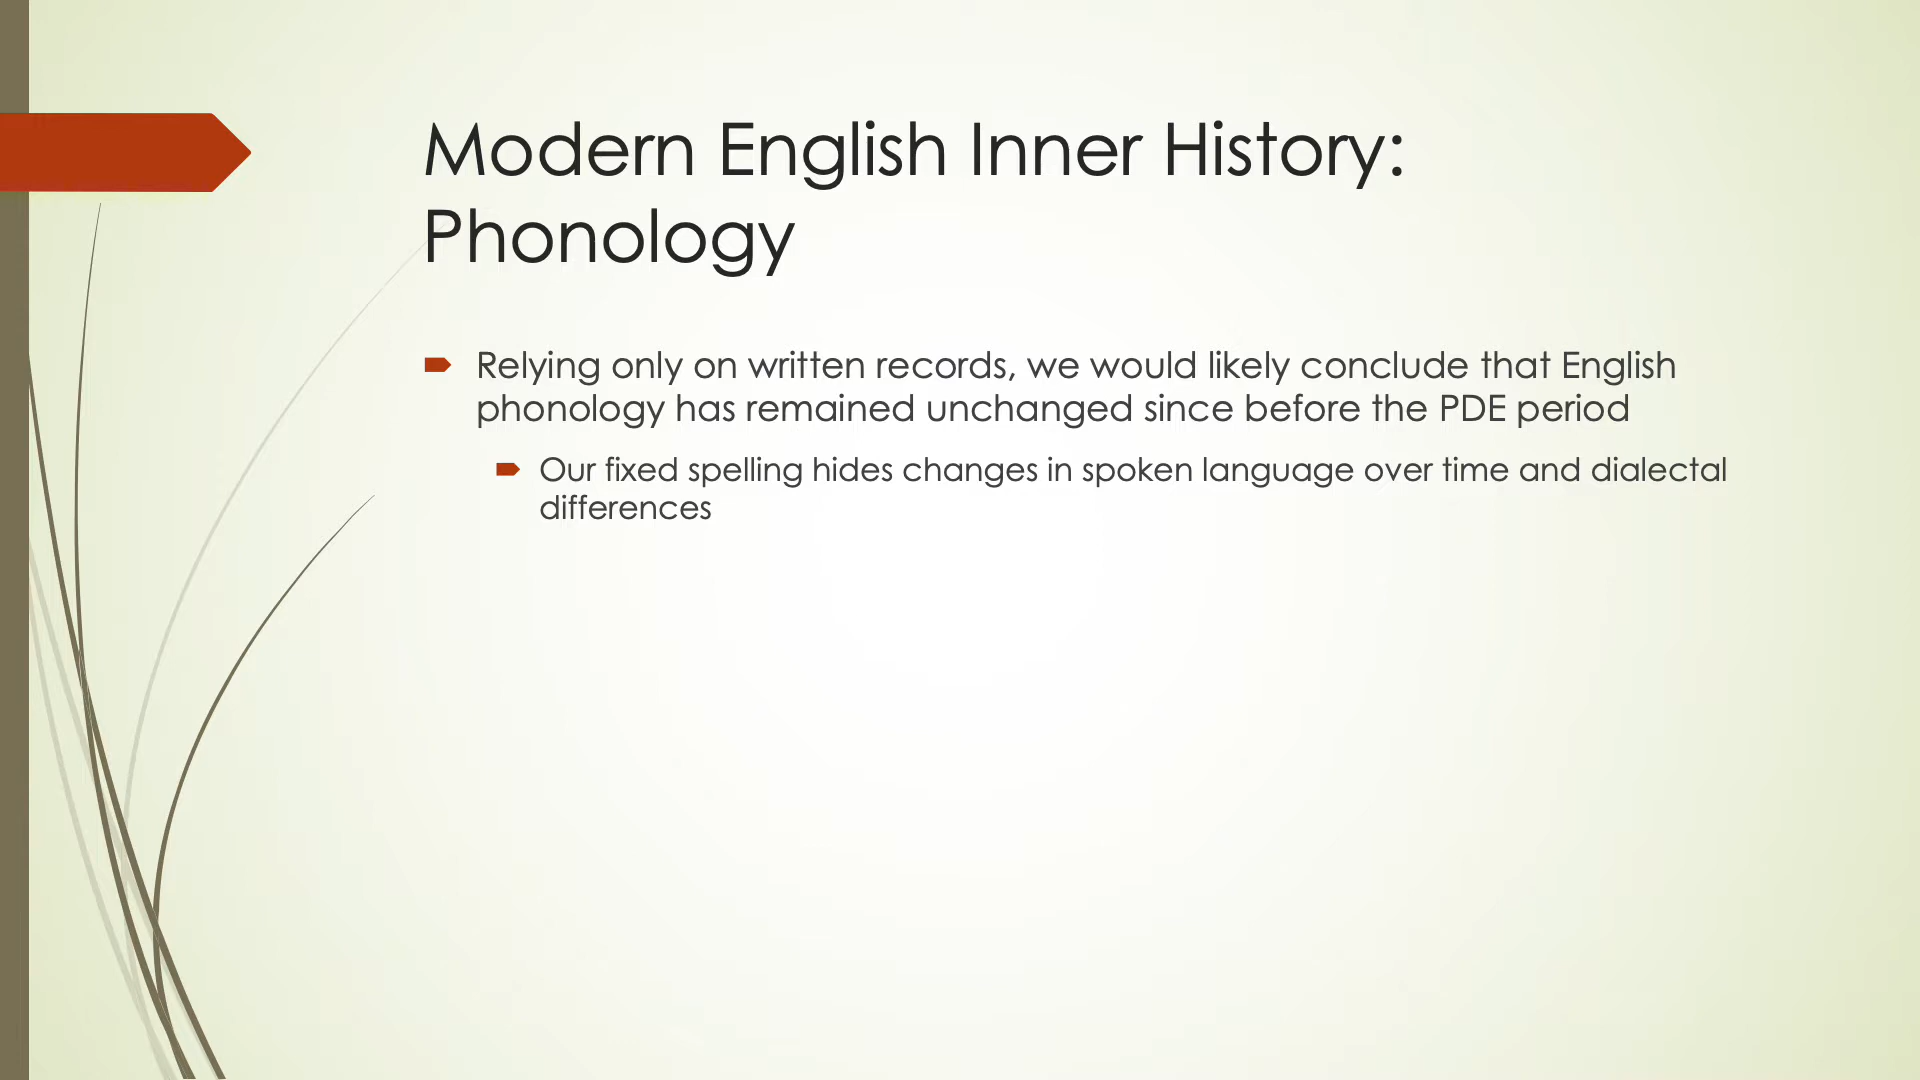 Modern English Inner History:
Phonology
Relying only on written records, we would likely conclude that English
phonology has remained unchanged since before the PDE period
Our fixed spelling hides changes in spoken language over time and dialectal
differences